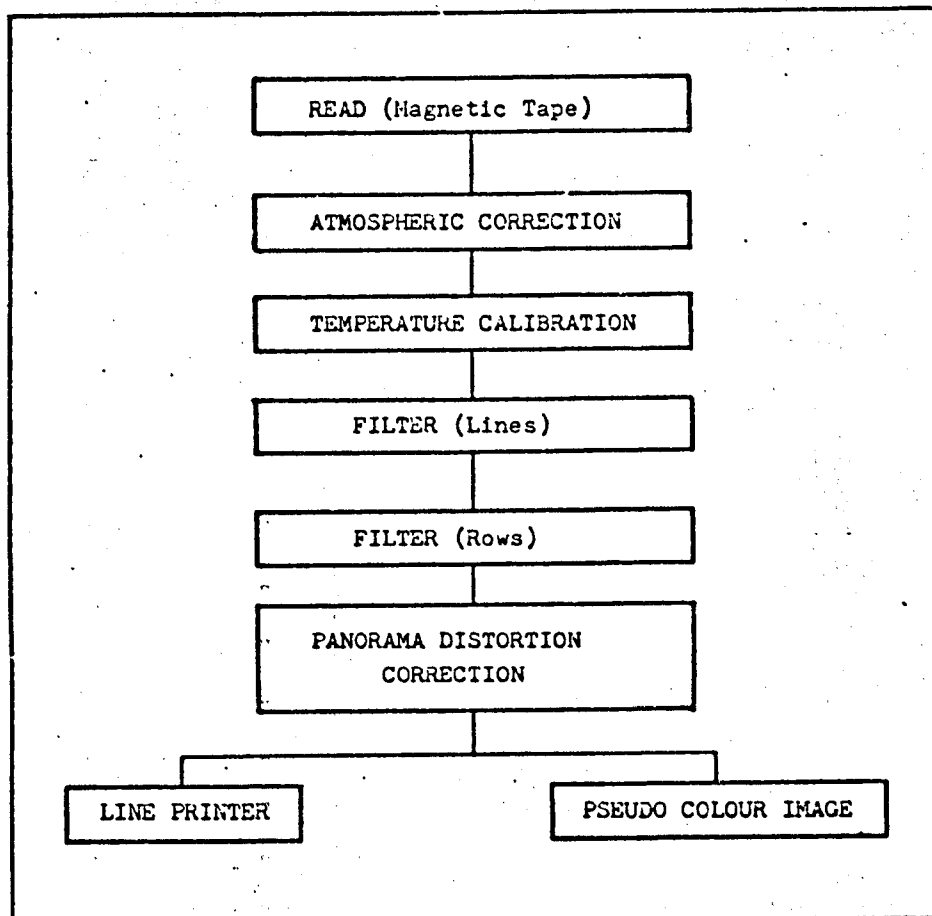 READ (Magnetic Tape)
ATMOSPHERIC CORRECTION
TEMPERATURE CALIBRATION
FILTER (Lines)
FILTER (Rows)
PANORAMA DISTORTION
CORRECTION
LINE PRINTER
PSEUDO COLOUR IMAGE